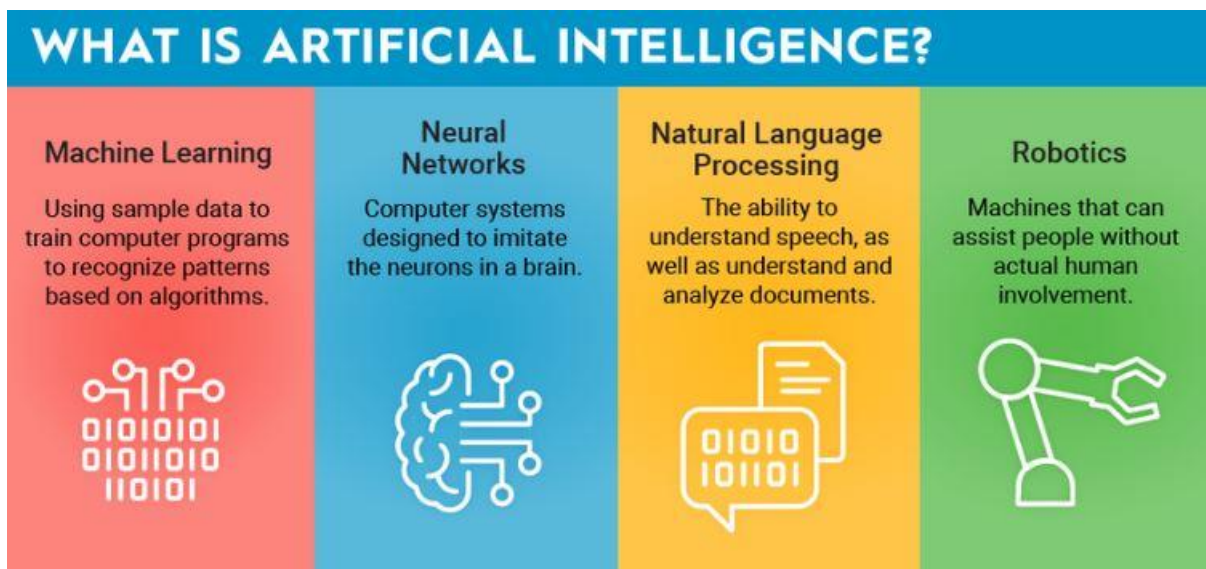 WHAT IS ARTIFICIAL INTELLIGENCE?
Machine Learning
Using sample data to
train computer programs
to recognize patterns
based on algorithms.
01010101
01011010
110101
Neural
Networks
Computer systems
designed to imitate
the neurons in a brain.
Natural Language
Processing
The ability to
understand speech, as
well as understand and
analyze documents.
01010
101101
Robotics
Machines that can
assist people without
actual human
involvement.